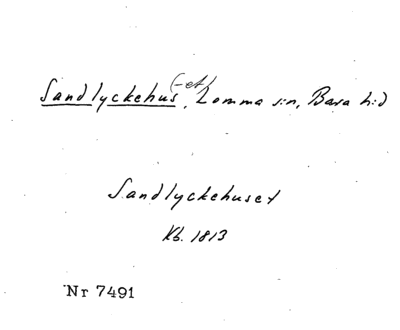 Sandlyckehus(-et), Lomma s:n, Bara h:d
Sandlyckehuset
Kb. 1813
Nr 7491